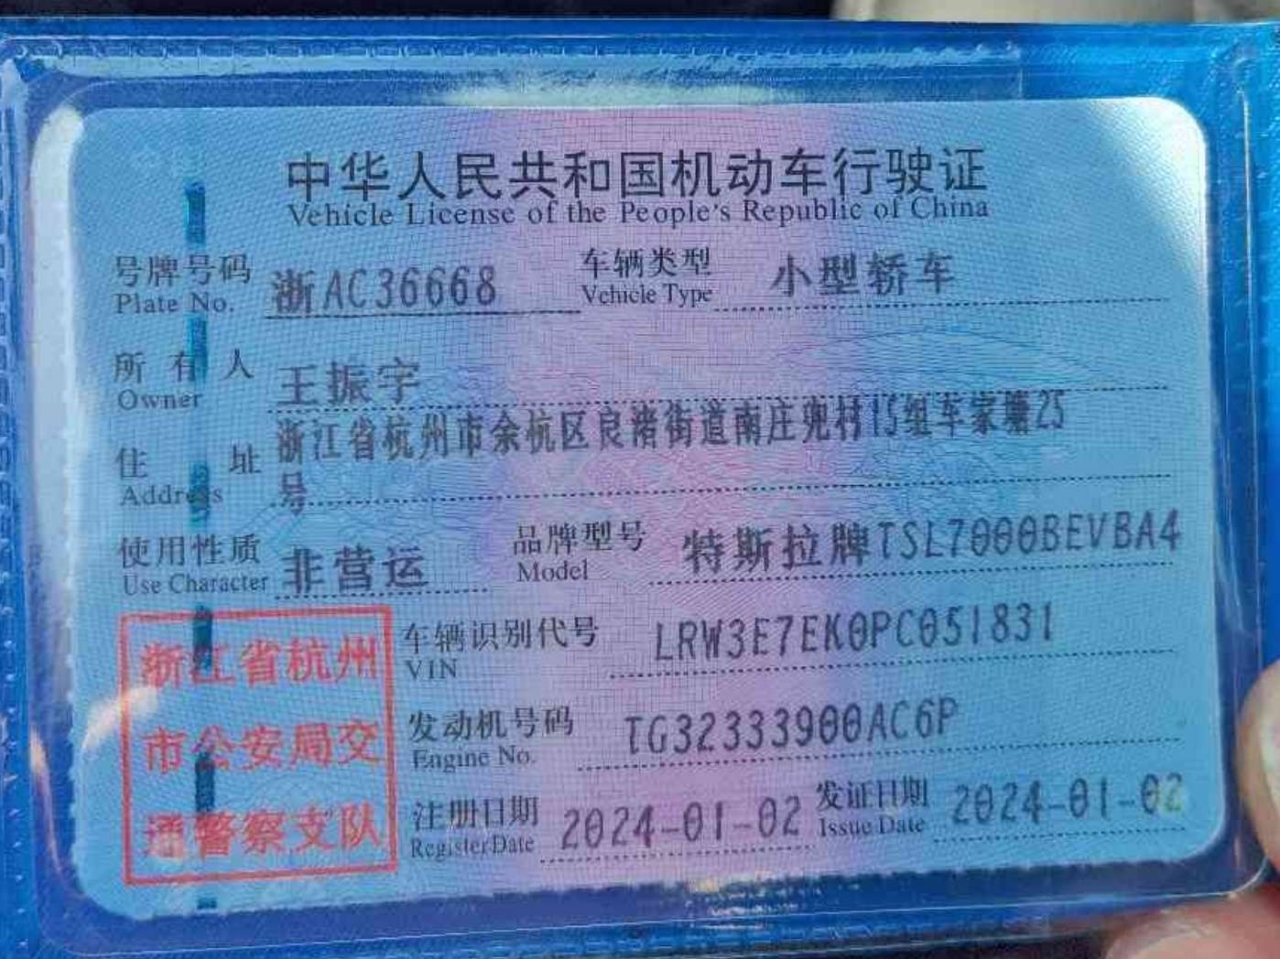 中华人民共和国机动车行驶证
Vehicle License of the People's Republic of China
号牌号码 浙AC36668 车辆类型 小型轿车
Plate No. Vehicle Type
所有人 王振宇
Owner
住址 浙江省杭州市余杭区良渚街道南庄兜村15组车家塘25
Address 号
使用性质 非营运 品牌型号 特斯拉牌TSL7000BEVBA4
Use Character Model
浙江省杭州
市公安局交
通警察支队
车辆识别代号 LRW3E7EK0PC051831
VIN
发动机号码 TG32333900AC6P
Engine No.
注册日期 2024-01-02 发证日期 2024-01-02
Register Date Issue Date